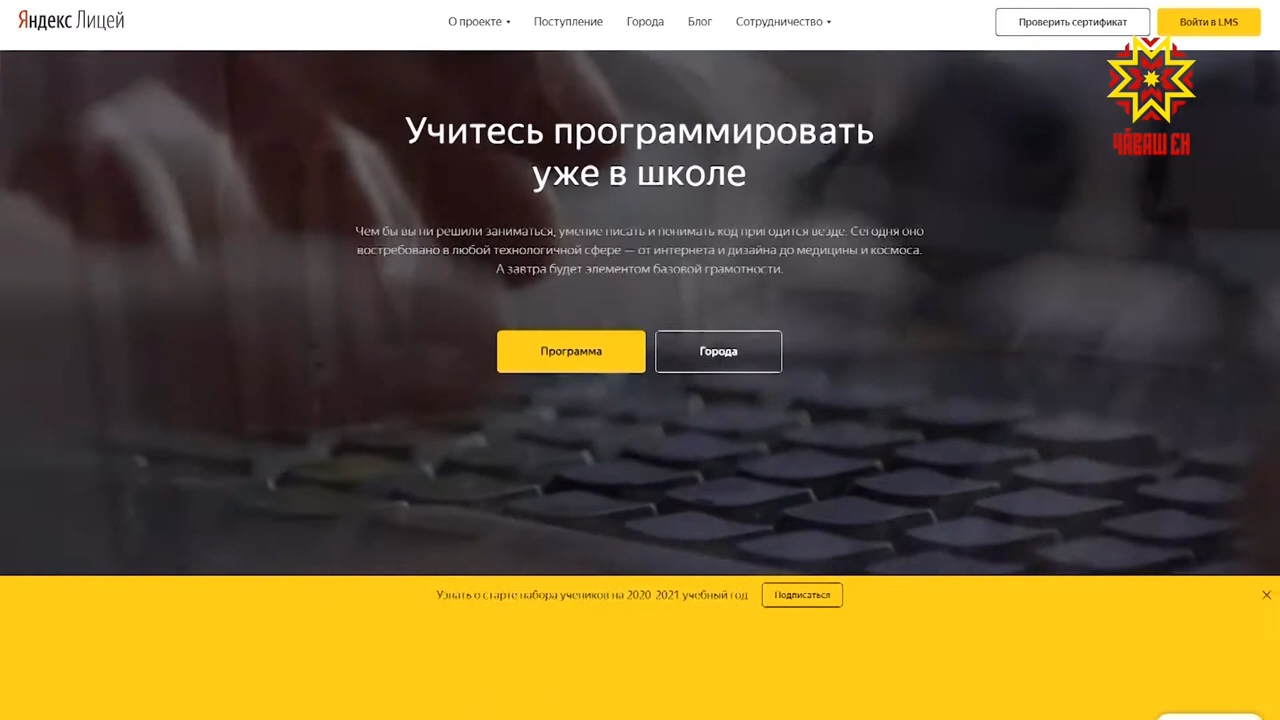 Яндекс Лицей
О проекте
Поступление
Города
Блог
Сотрудничество
Проверить сертификат
Войти в LMS
ЧӐВАШ ЕН
Учитесь программировать
уже в школе
Чем бы вы ни решили заниматься, умение писать и понимать код пригодится везде. Сегодня оно
востребовано в любой технологичной сфере — от интернета и дизайна до медицины и космоса.
А завтра будет элементом базовой грамотности.
Программа
Города
Узнать о старте набора учеников на 2020-2021 учебный год
Подписаться